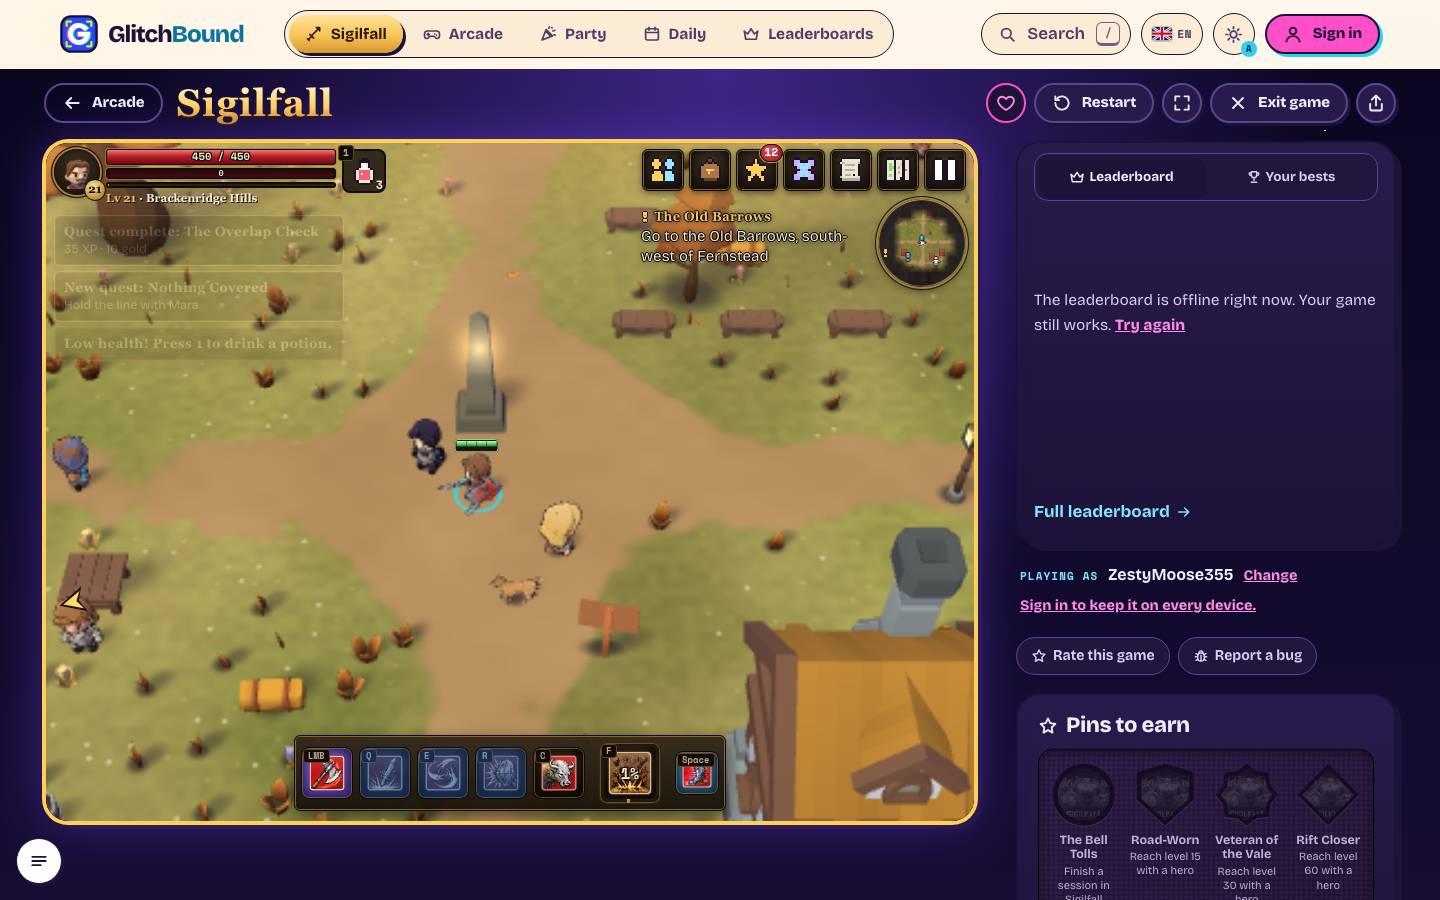 GlitchBound
Sigilfall
Arcade
Party
Daily
Leaderboards
Search /
EN
A
Sign in
Arcade
Sigilfall
Restart
Exit game
450 / 450
0
21
Lv 21 · Brackenridge Hills
1
3
12
Quest complete: The Overlap Check
35 XP · 10 gold
New quest: Nothing Covered
Hold the line with Mara
Low health! Press 1 to drink a potion.
! The Old Barrows
Go to the Old Barrows, south-
west of Fernstead
LMB
Q
E
R
C
F
1%
Space
Leaderboard
Your bests
The leaderboard is offline right now. Your game
still works. Try again
Full leaderboard →
PLAYING AS ZestyMoose355 Change
Sign in to keep it on every device.
Rate this game
Report a bug
Pins to earn
The Bell
Tolls
Finish a
session in
Sigilfall
Road-Worn
Reach level 15
with a hero
Veteran of
the Vale
Reach level
30 with a
hero
Rift Closer
Reach level
60 with a
hero